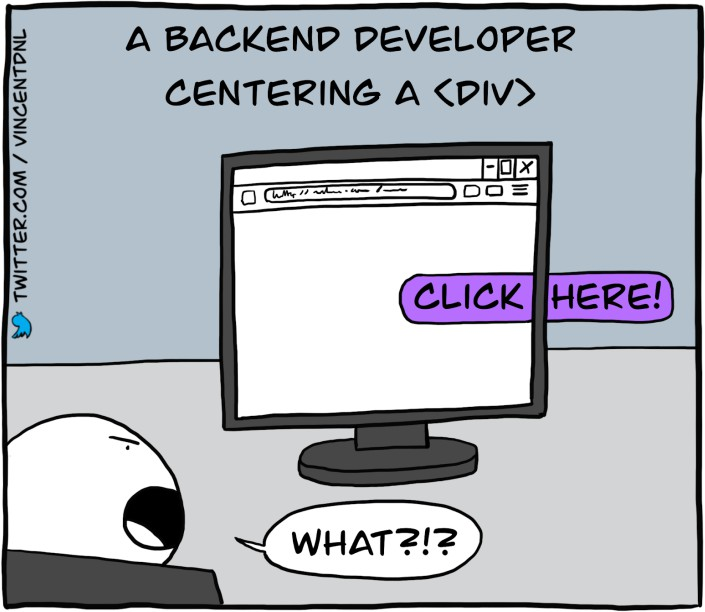 A BACKEND DEVELOPER
CENTERING A <DIV>
TWITTER.COM / VINCENTDNL
CLICK HERE!
WHAT?!?